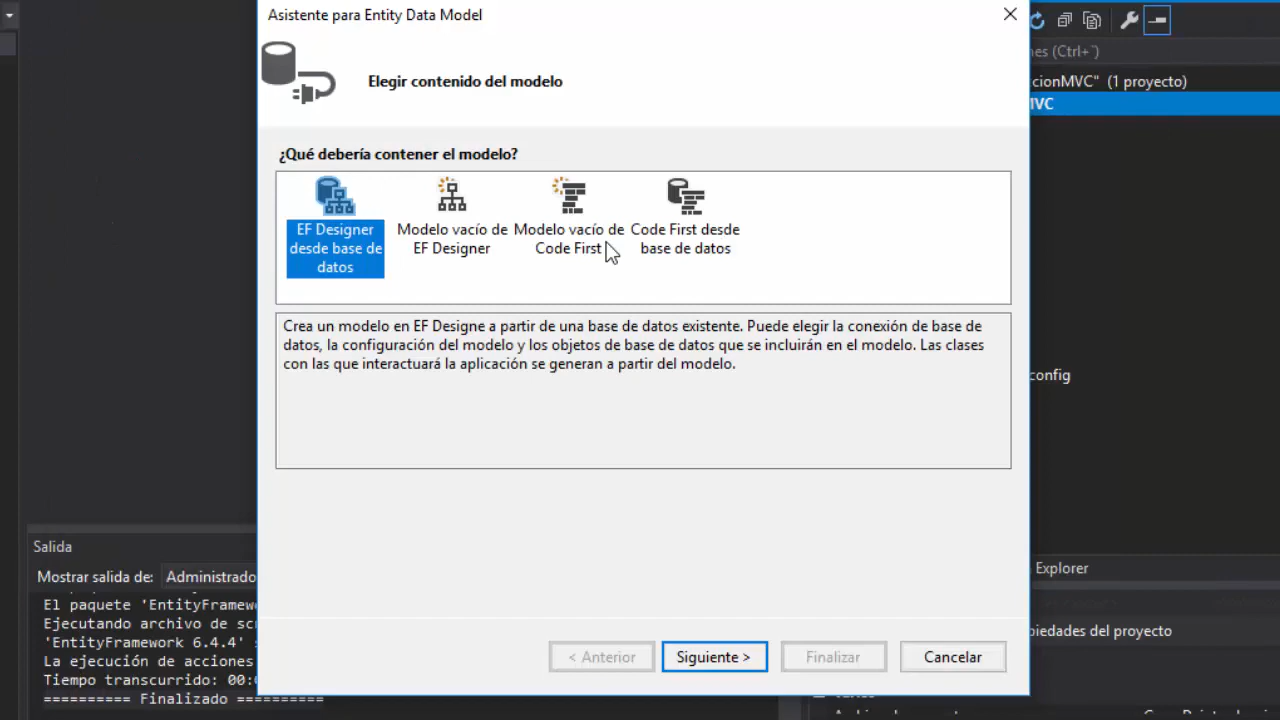 Asistente para Entity Data Model
Elegir contenido del modelo
¿Qué debería contener el modelo?
EF Designer
desde base de
datos
Modelo vacío de
EF Designer
Modelo vacío de
Code First
Code First desde
base de datos
Crea un modelo en EF Designe a partir de una base de datos existente. Puede elegir la conexión de base de
datos, la configuración del modelo y los objetos de base de datos que se incluirán en el modelo. Las clases
con las que interactuará la aplicación se generan a partir del modelo.
< Anterior
Siguiente >
Finalizar
Cancelar
nes (Ctrl+´)
cionMVC" (1 proyecto)
MVC
config
Explorer
piedades del proyecto
Salida
Mostrar salida de: Administrado
El paquete 'EntityFramew
Ejecutando archivo de scr
'EntityFramework 6.4.4'
La ejecución de acciones
Tiempo transcurrido: 00:
========== Finalizado ==========